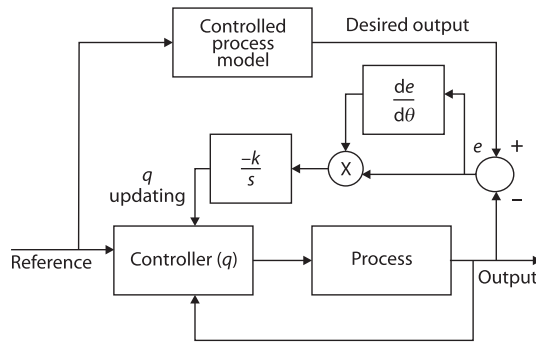 Controlled
process
model
Desired output
de
dθ
e
+
–k
s
X
q
updating
–
Reference
Controller (q)
Process
Output